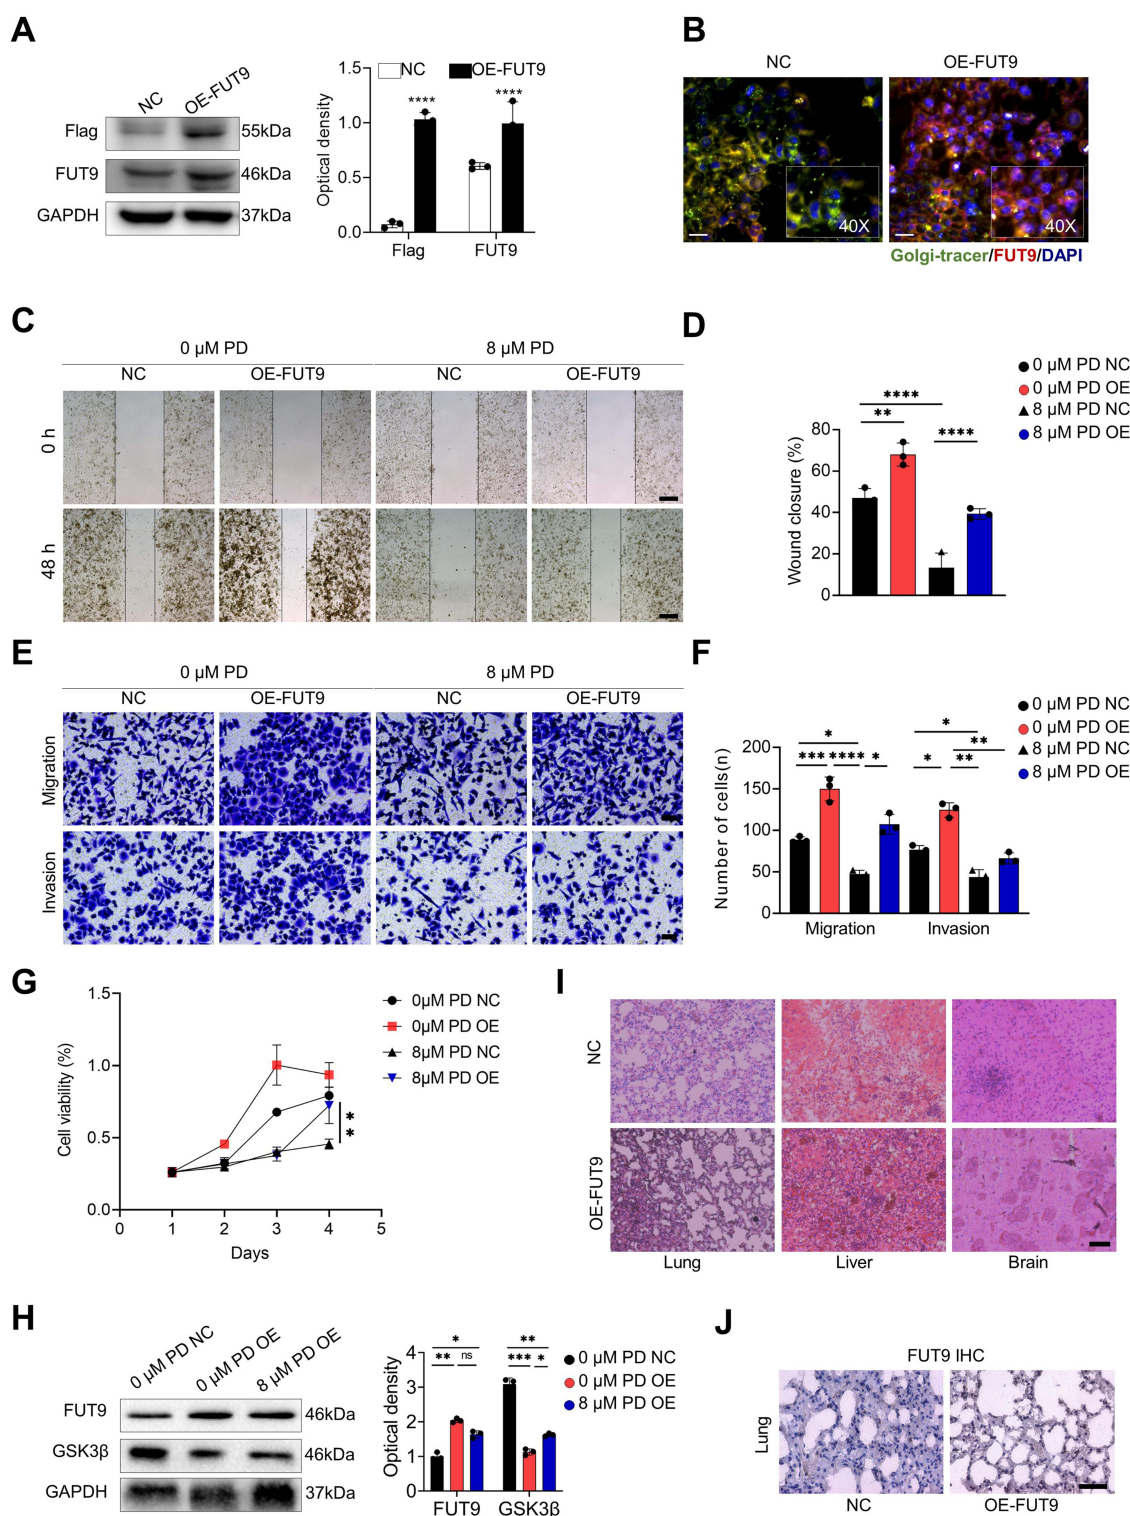 A
NC
OE-FUT9
Flag
55kDa
FUT9
46kDa
GAPDH
37kDa
NC
OE-FUT9
Optical density
1.5
1.0
0.5
0.0
****
****
Flag
FUT9
B
NC
OE-FUT9
40X
40X
Golgi-tracer/FUT9/DAPI
C
0 μM PD
8 μM PD
NC
OE-FUT9
NC
OE-FUT9
0 h
48 h
D
0 μM PD NC
0 μM PD OE
8 μM PD NC
8 μM PD OE
Wound closure (%)
80
60
40
20
0
****
**
****
E
0 μM PD
8 μM PD
NC
OE-FUT9
NC
OE-FUT9
Migration
Invasion
F
0 μM PD NC
0 μM PD OE
8 μM PD NC
8 μM PD OE
Number of cells(n)
200
150
100
50
0
*
*** **** *
*
**
* **
Migration
Invasion
G
Cell viability (%)
1.5
1.0
0.5
0.0
0 1 2 3 4 5
Days
0μM PD NC
0μM PD OE
8μM PD NC
8μM PD OE
**
I
NC
OE-FUT9
Lung
Liver
Brain
H
0 μM PD NC
0 μM PD OE
8 μM PD OE
FUT9
46kDa
GSK3β
46kDa
GAPDH
37kDa
Optical density
4
3
2
1
0
*
** ns
**
*** *
FUT9
GSK3β
0 μM PD NC
0 μM PD OE
8 μM PD OE
J
FUT9 IHC
Lung
NC
OE-FUT9